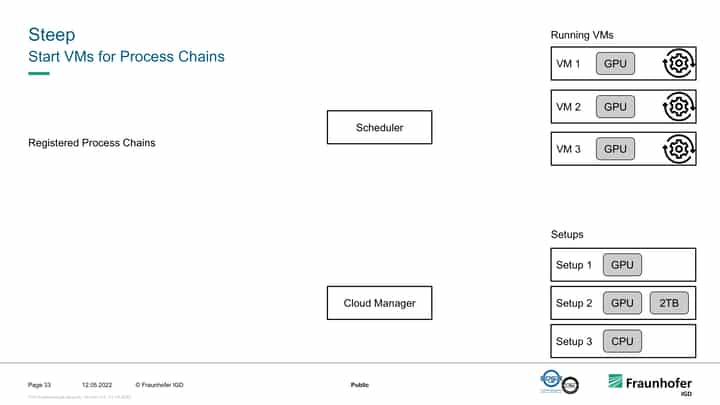 Steep
Start VMs for Process Chains
Running VMs
VM 1 GPU
VM 2 GPU
VM 3 GPU
Scheduler
Registered Process Chains
Setups
Setup 1 GPU
Setup 2 GPU 2TB
Setup 3 CPU
Cloud Manager
Page 33 12.05.2022 © Fraunhofer IGD Public
Fraunhofer
IGD